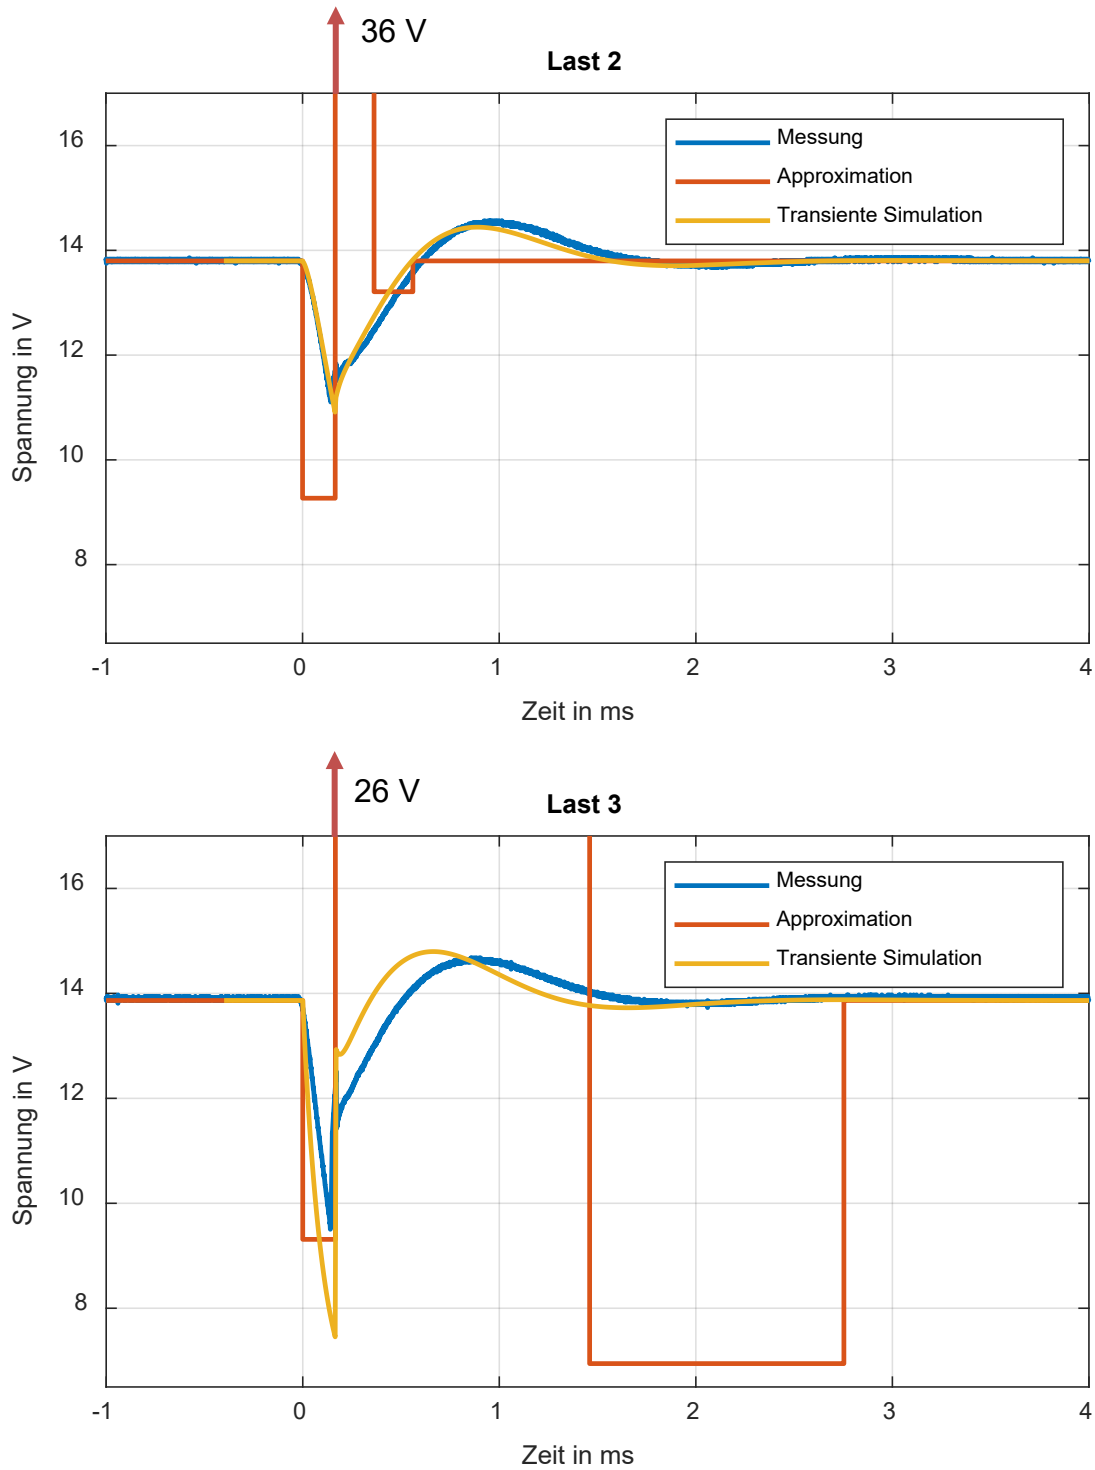 36 V
Last 2
Messung
Approximation
Transiente Simulation
16
14
12
10
8
Spannung in V
-1 0 1 2 3 4
Zeit in ms
26 V
Last 3
Messung
Approximation
Transiente Simulation
16
14
12
10
8
Spannung in V
-1 0 1 2 3 4
Zeit in ms